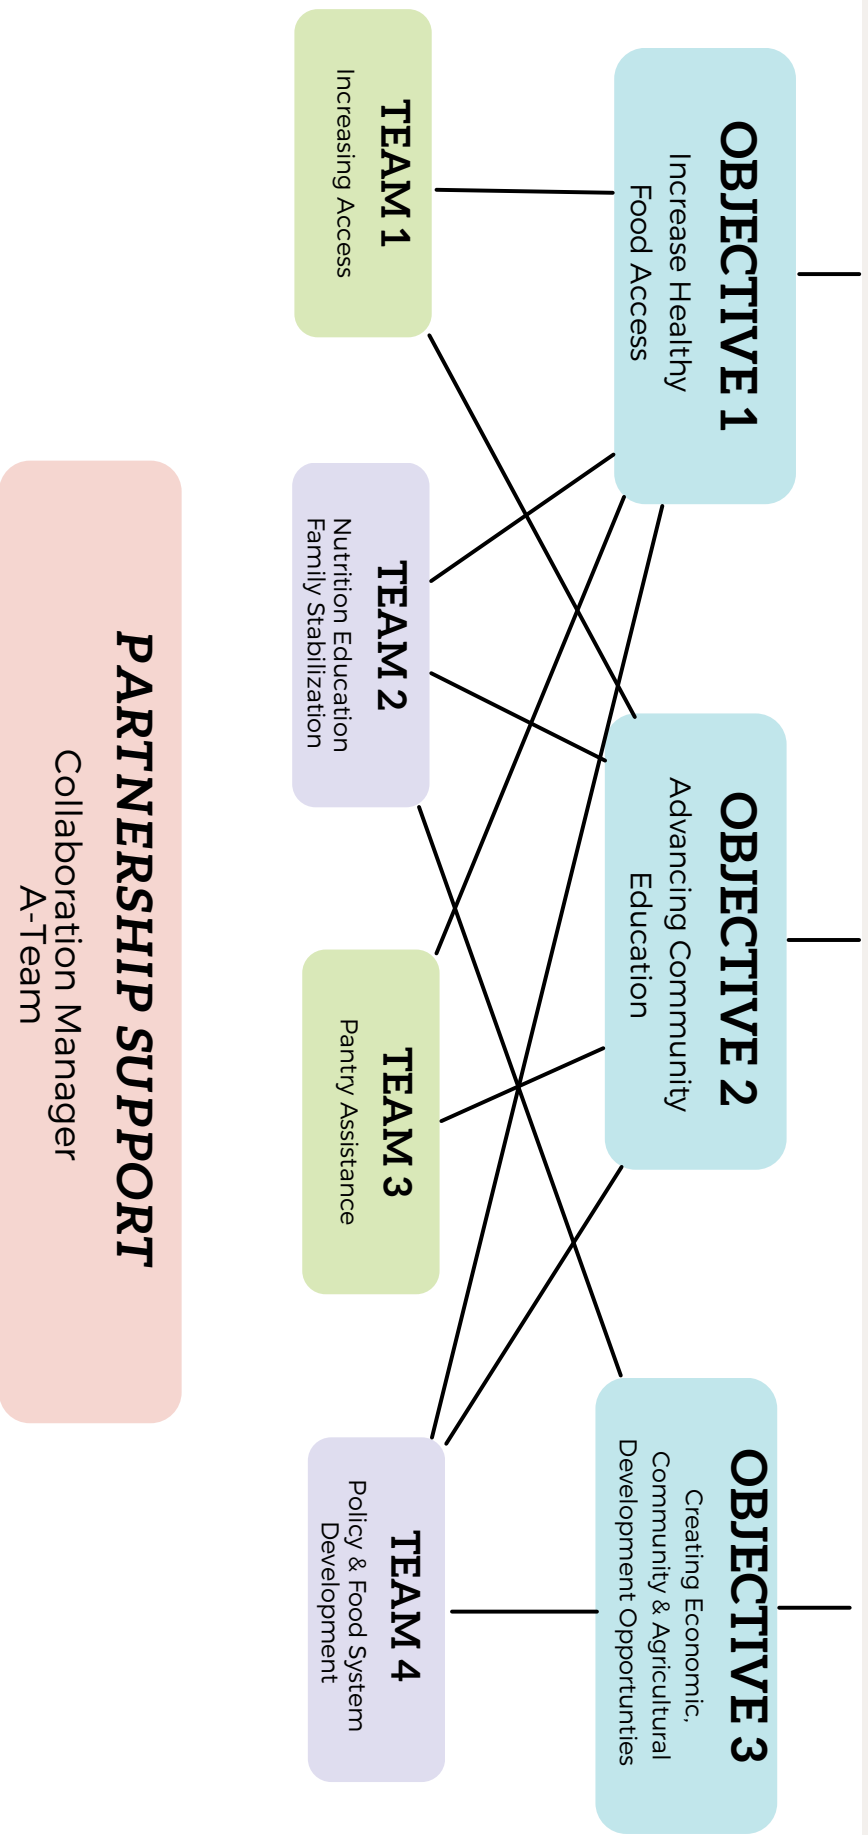 OBJECTIVE 1
Increase Healthy
Food Access
OBJECTIVE 2
Advancing Community
Education
OBJECTIVE 3
Creating Economic,
Community & Agricultural
Development Opportunties
TEAM 1
Increasing Access
TEAM 2
Nutrition Education
Family Stabilization
TEAM 3
Pantry Assistance
TEAM 4
Policy & Food System
Development
PARTNERSHIP SUPPORT
Collaboration Manager
A-Team